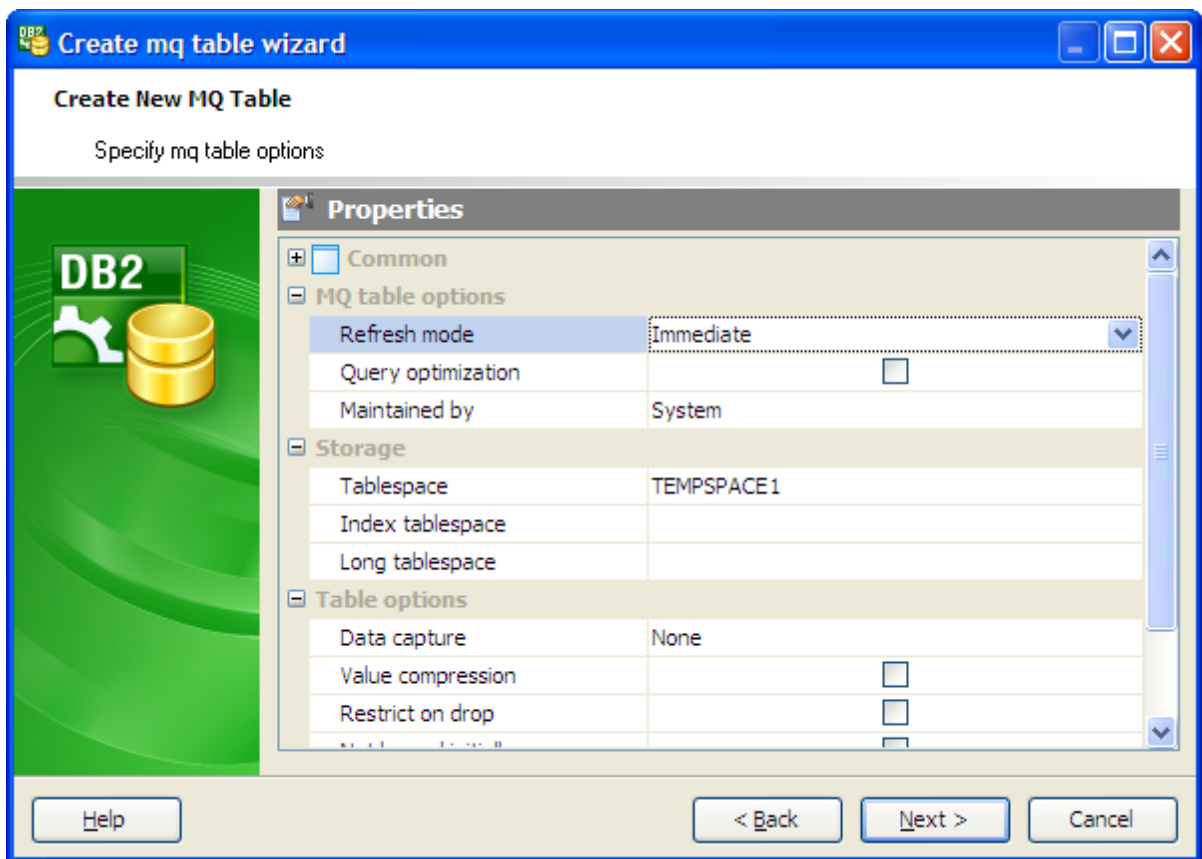 Create mq table wizard
Create New MQ Table
Specify mq table options
DB2
Properties
Common
MQ table options
Refresh mode Immediate
Query optimization
Maintained by System
Storage
Tablespace TEMPSPACE1
Index tablespace
Long tablespace
Table options
Data capture None
Value compression
Restrict on drop
Help < Back Next > Cancel